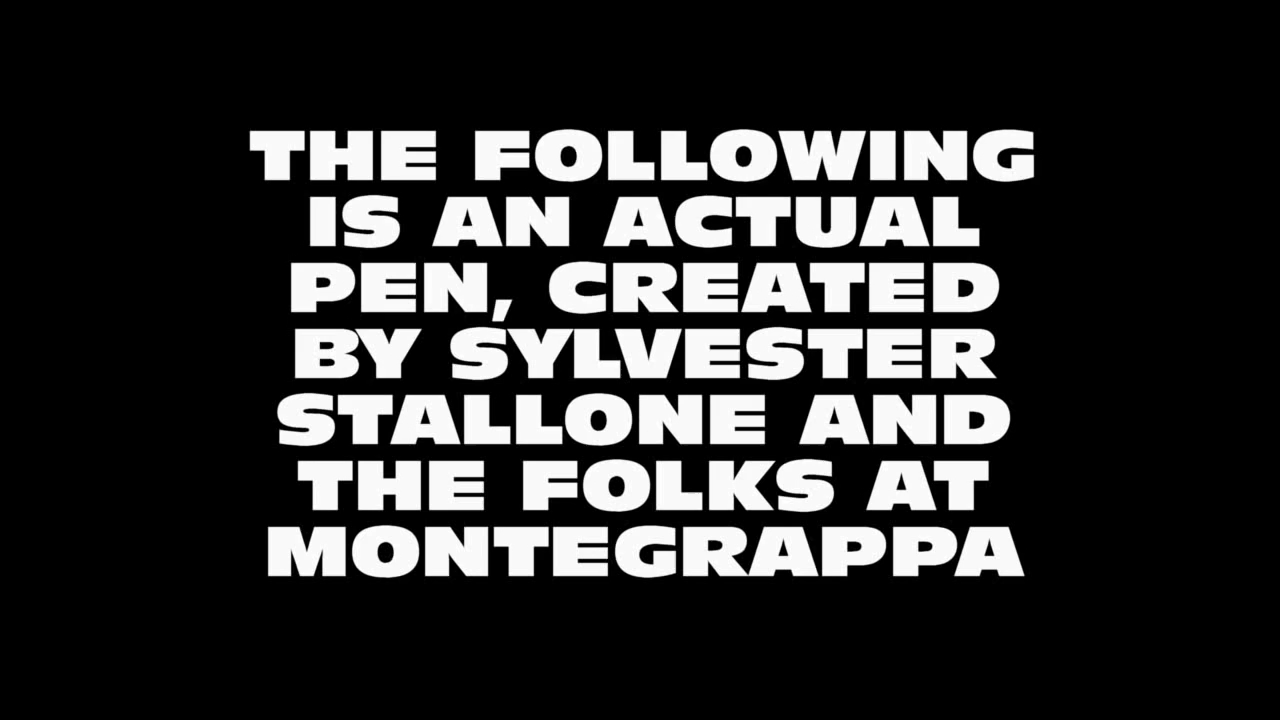 THE FOLLOWING
IS AN ACTUAL
PEN, CREATED
BY SYLVESTER
STALLONE AND
THE FOLKS AT
MONTEGRAPPA